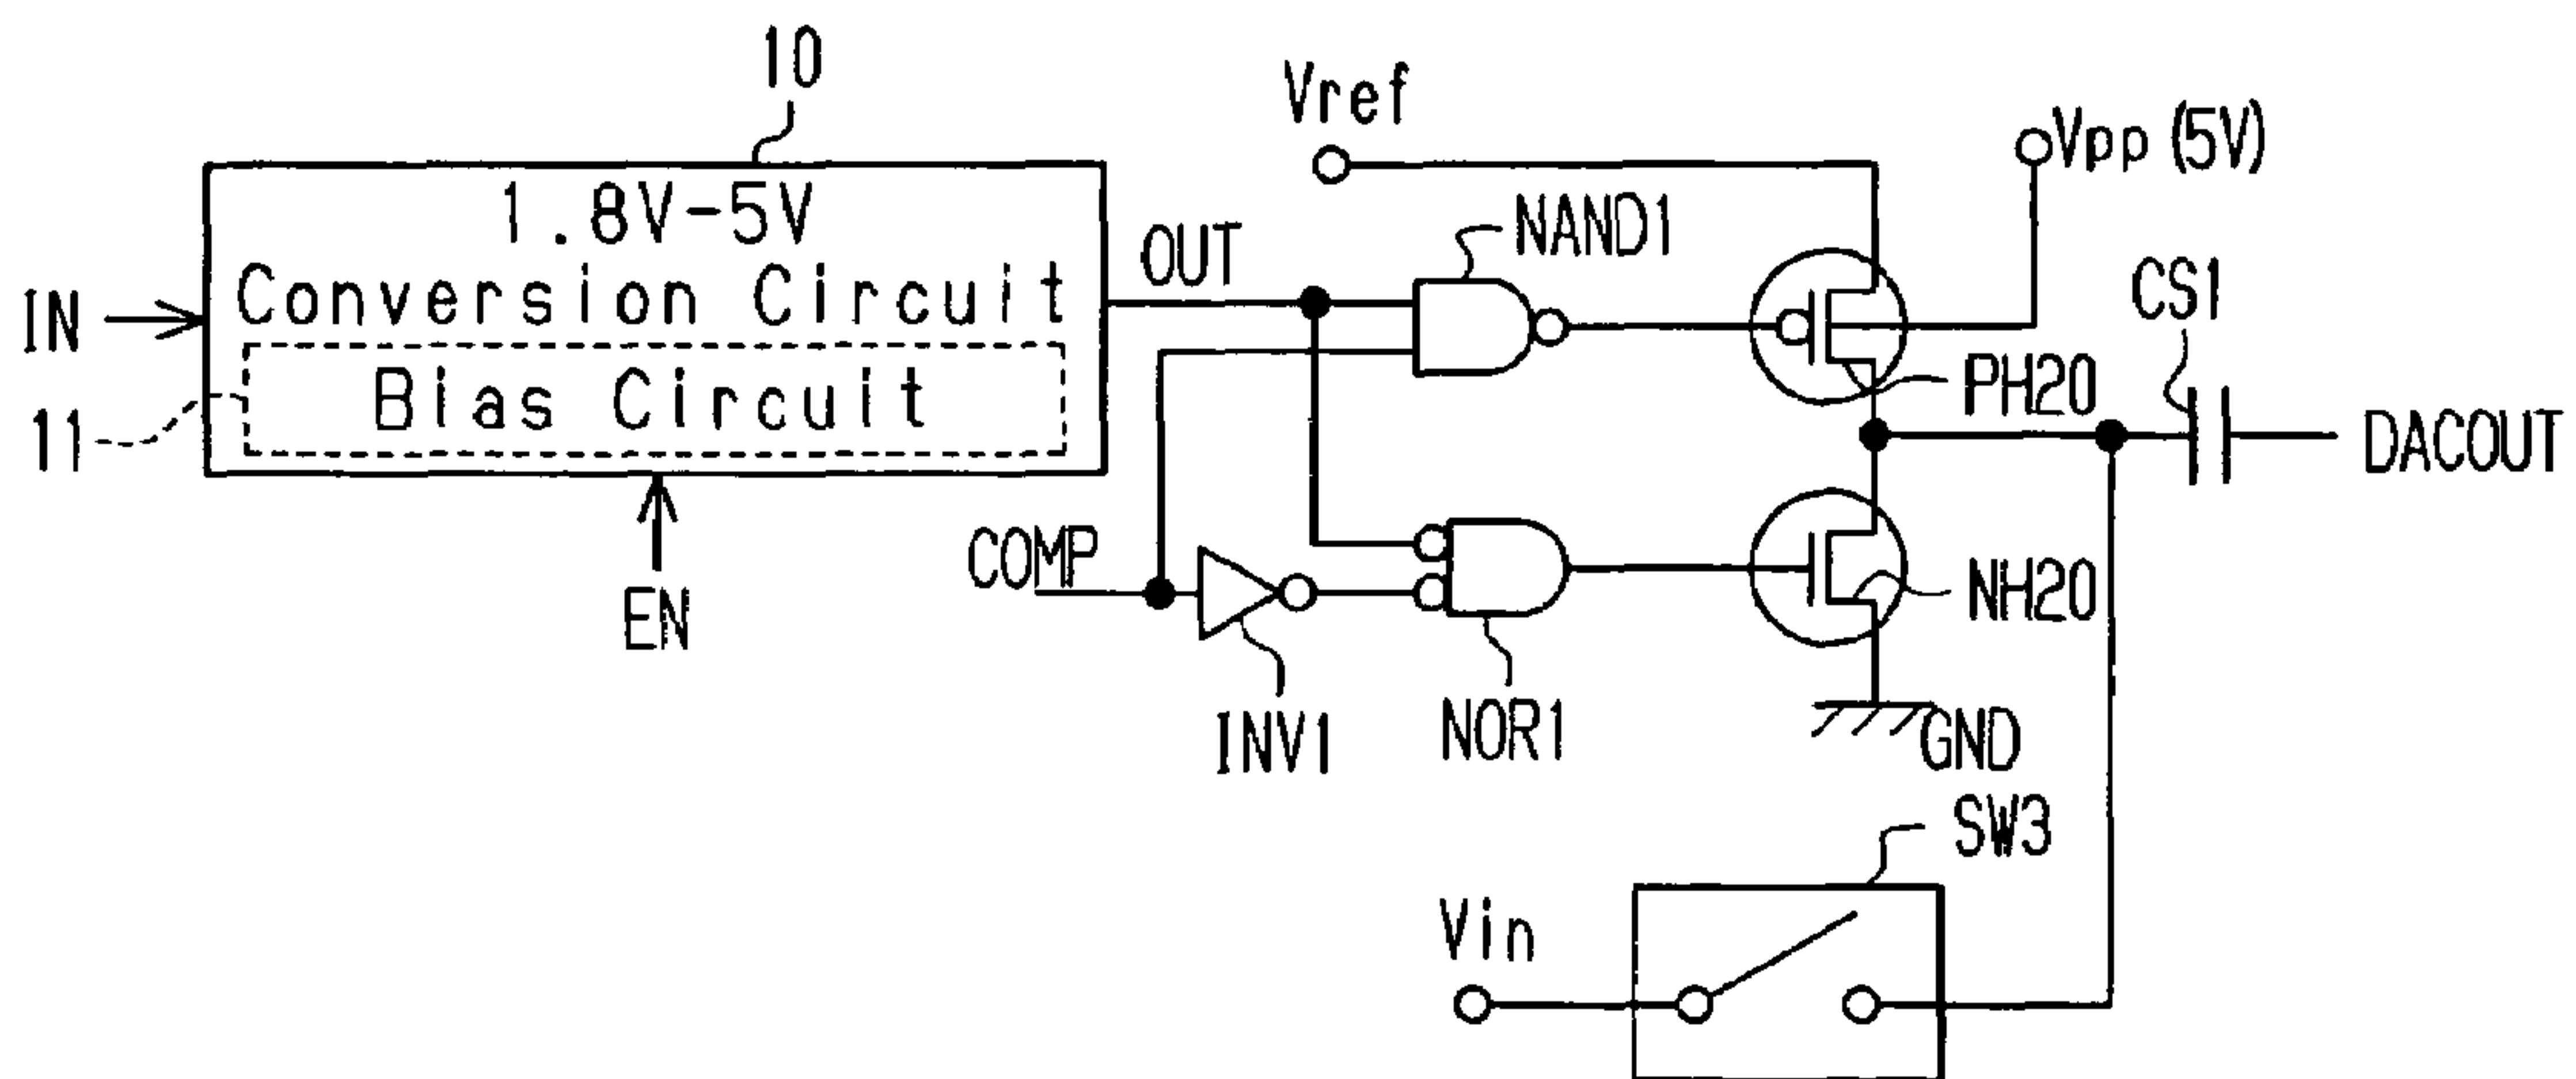 10
Vref
Vpp (5V)
1.8V-5V
NAND1
OUT
CS1
IN
Conversion Circuit
PH20
Bias Circuit
11
DACOUT
COMP
NH20
EN
INV1
NOR1
GND
SW3
Vin